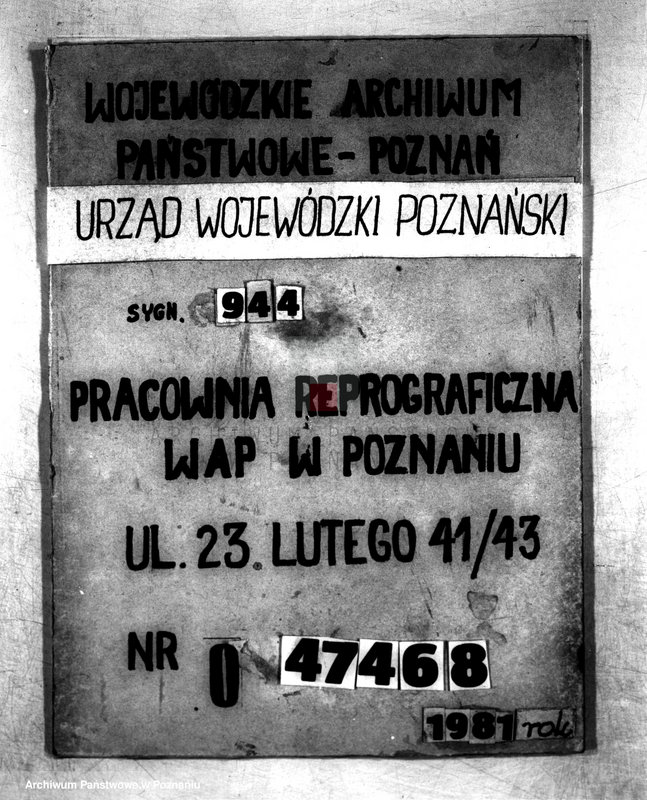 WOJEWÓDZKIE ARCHIWUM
PAŃSTWOWE - POZNAŃ
URZĄD WOJEWÓDZKI POZNAŃSKI
SYGN. 944
PRACOWNIA REPROGRAFICZNA
WAP W POZNANIU
UL. 23. LUTEGO 41/43
NR 0 47468
1981 rok
Archiwum Państwowe w Poznaniu